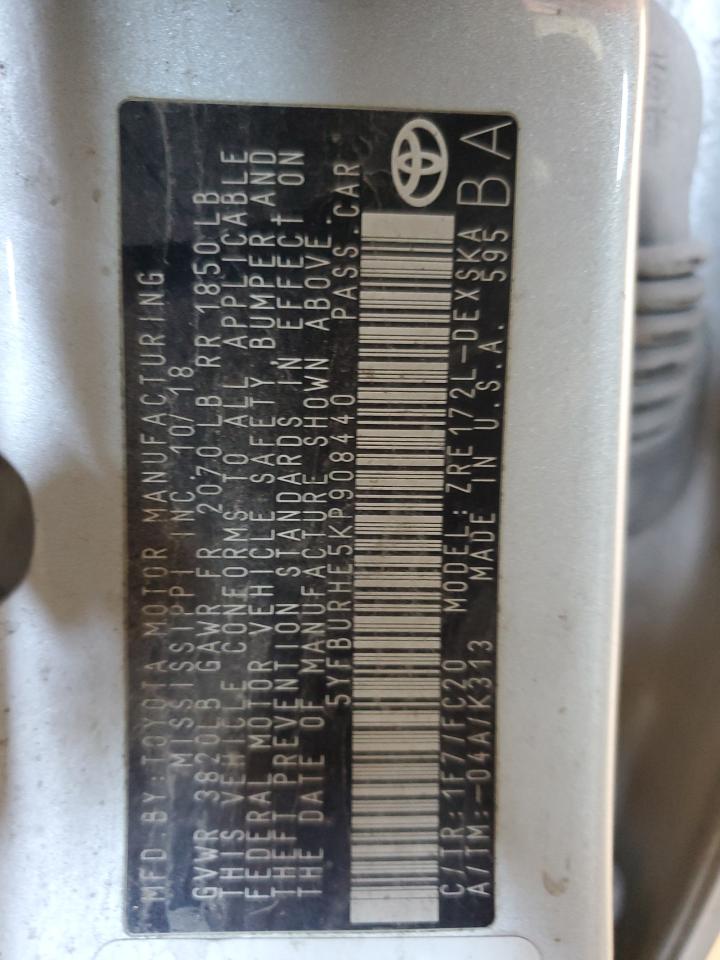 MFD.BY:TOYOTA MOTOR MANUFACTURING
MISSISSIPPI INC. 10/18
GVWR 3820LB GAWR FR 2070LB RR 1850LB
THIS VEHICLE CONFORMS TO ALL APPLICABLE
FEDERAL MOTOR VEHICLE SAFETY, BUMPER AND
THEFT PREVENTION STANDARDS IN EFFECT ON
THE DATE OF MANUFACTURE SHOWN ABOVE.
5YFBURHE5KP908440 PASS.CAR
C/TR: 1F7/FC20 MODEL: ZRE172L-DEXSKA
A/TM:-04A/K313 MADE IN U.S.A. 595 BA